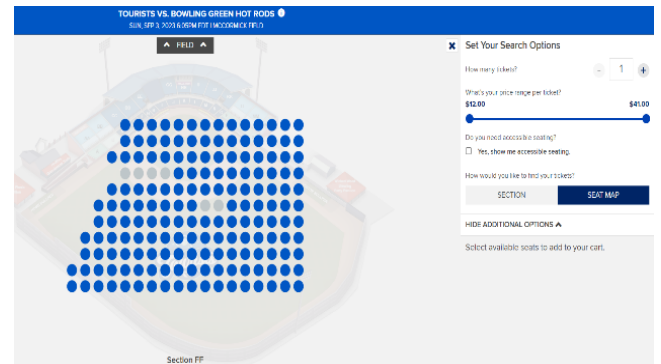 TOURISTS VS. BOWLING GREEN HOT RODS
SUN, SEP 3, 2023 6:05PM EDT | MCCORMICK FIELD
FIELD
Section FF
Set Your Search Options
How many tickets?
- 1 +
What's your price range per ticket?
$12.00 $41.00
Do you need accessible seating?
Yes, show me accessible seating.
How would you like to find your tickets?
SECTION SEAT MAP
HIDE ADDITIONAL OPTIONS
Select available seats to add to your cart.